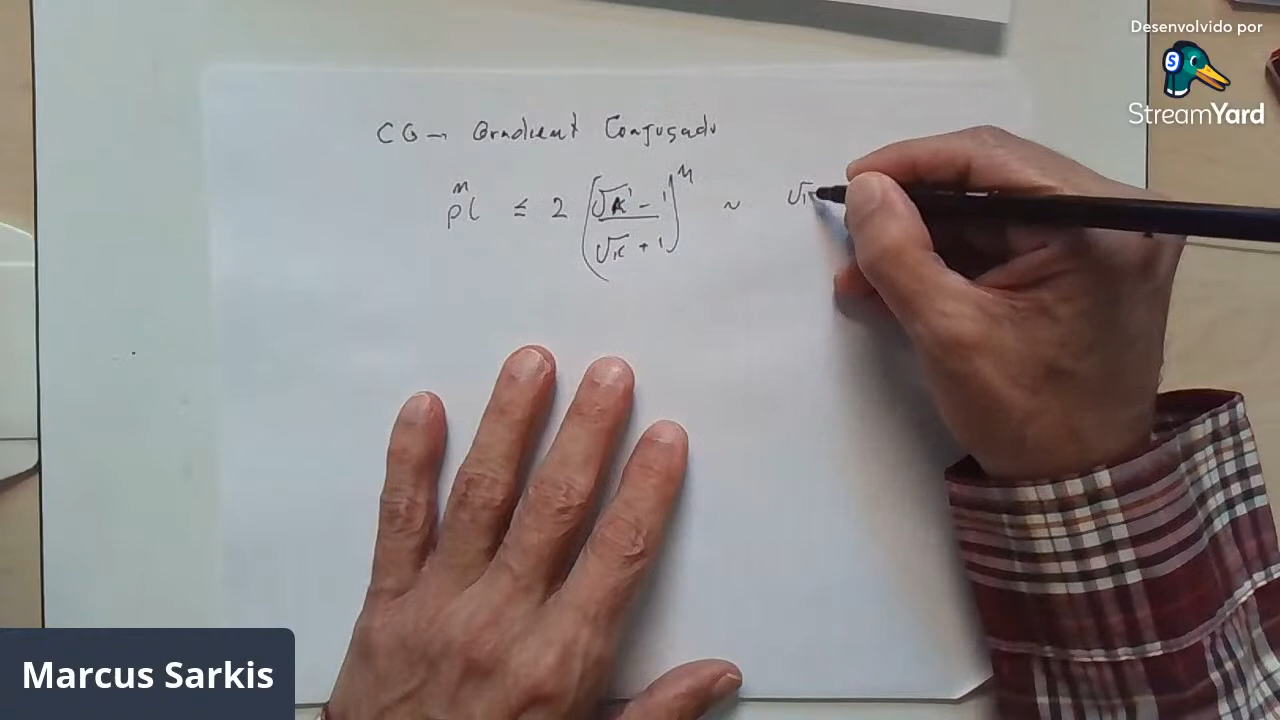 Desenvolvido por
StreamYard
CG → Gradient Conjugado
≤ 2 (√K - 1 / √K + 1)^n ~
Marcus Sarkis